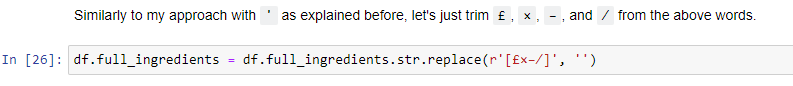 Similarly to my approach with ' as explained before, let's just trim £ , × , - , and / from the above words.
In [26]: df.full_ingredients = df.full_ingredients.str.replace(r'[£×-/]', '')